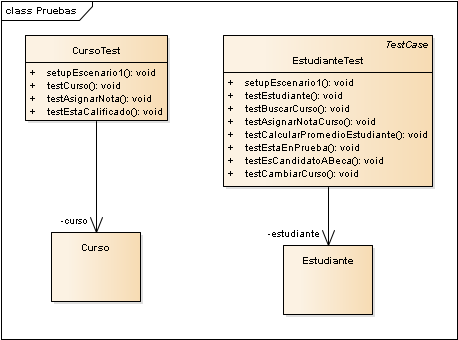 class Pruebas
CursoTest
+ setupEscenario1(): void
+ testCurso(): void
+ testAsignarNota(): void
+ testEstaCalificado(): void
TestCase
EstudianteTest
+ setupEscenario1(): void
+ testEstudiante(): void
+ testBuscarCurso(): void
+ testAsignarNotaCurso(): void
+ testCalcularPromedioEstudiante(): void
+ testEstaEnPrueba(): void
+ testEsCandidatoABeca(): void
+ testCambiarCurso(): void
-curso
Curso
-estudiante
Estudiante